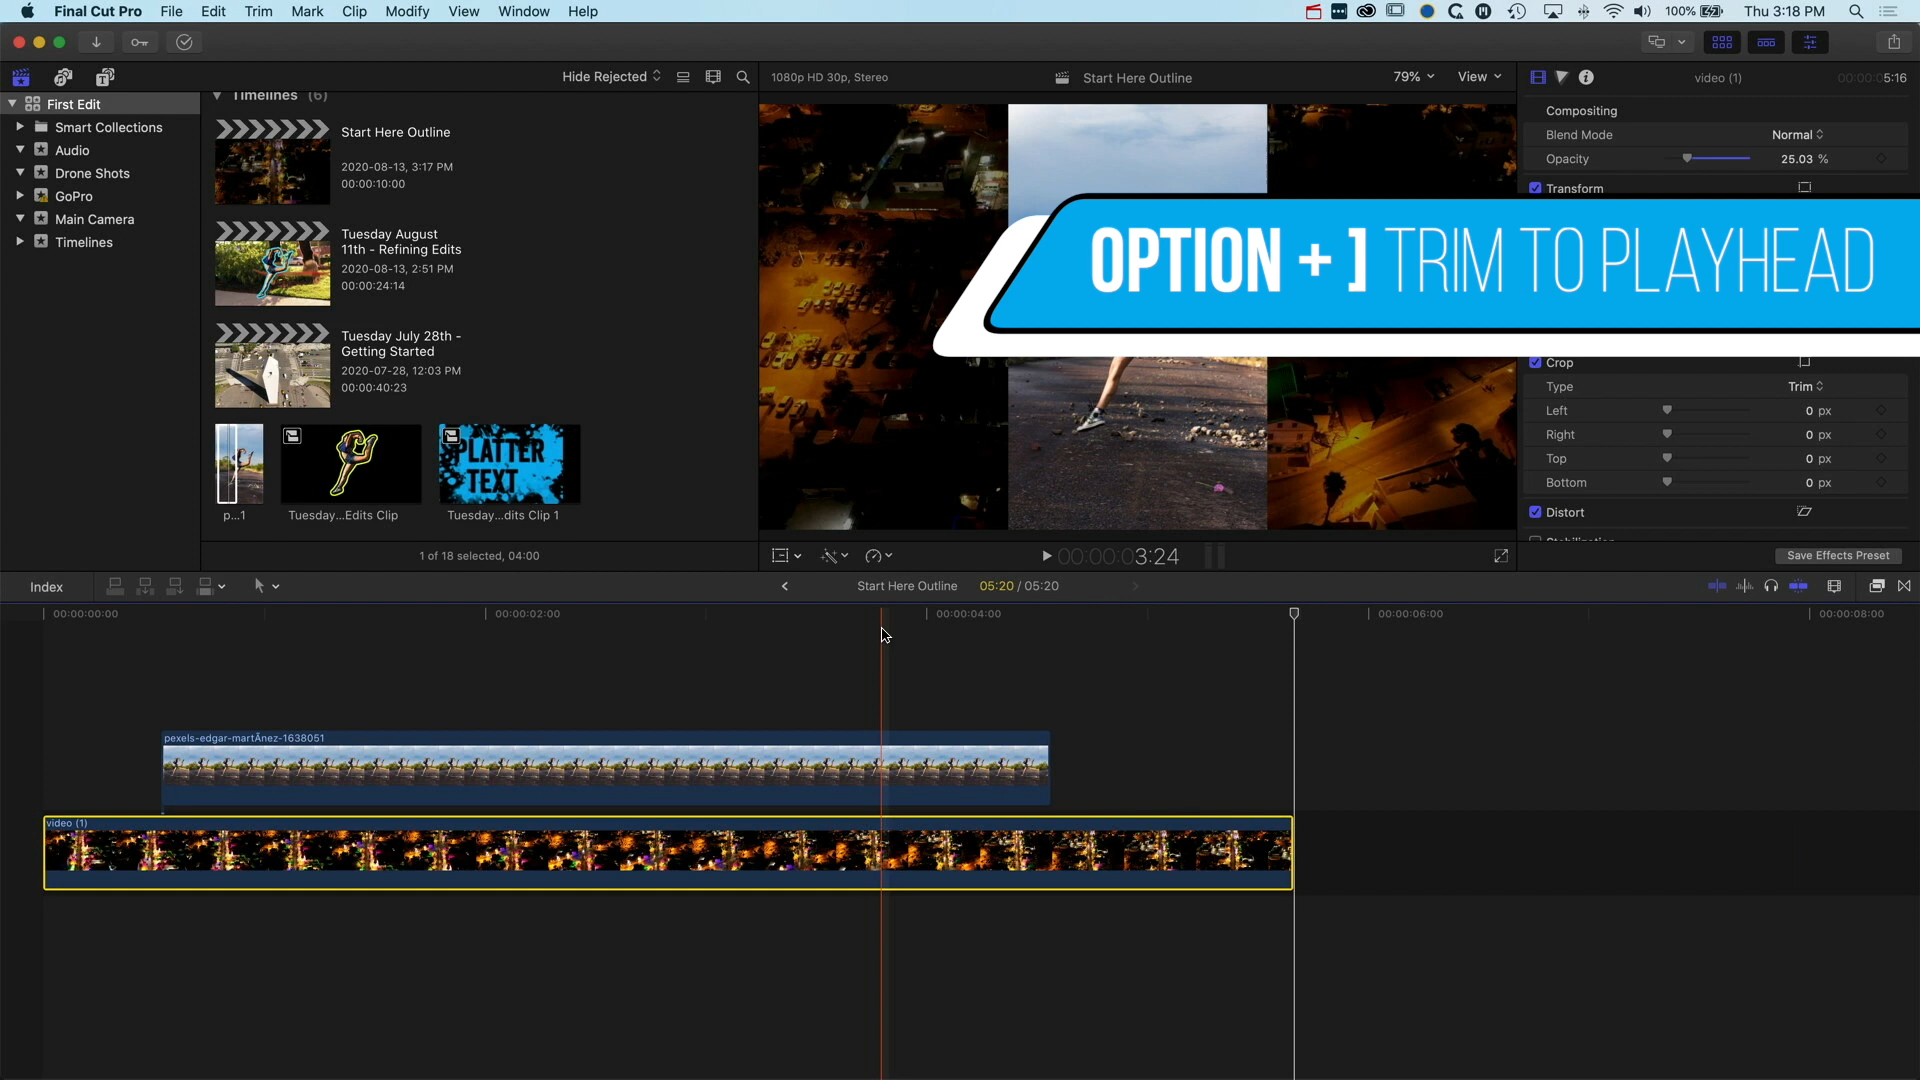 Final Cut Pro File Edit Trim Mark Clip Modify View Window Help 100% Thu 3:18 PM
Hide Rejected 1080p HD 30p, Stereo Start Here Outline 79% View video (1) 00:00:05:16
First Edit
Smart Collections
Audio
Drone Shots
GoPro
Main Camera
Timelines
Timelines (6)
Start Here Outline
2020-08-13, 3:17 PM
00:00:10:00
Tuesday August
11th - Refining Edits
2020-08-13, 2:51 PM
00:00:24:14
Tuesday July 28th -
Getting Started
2020-07-28, 12:03 PM
00:00:40:23
PLATTER
TEXT
p...1 Tuesday...Edits Clip Tuesday...dits Clip 1
1 of 18 selected, 04:00
OPTION + ] TRIM TO PLAYHEAD
Compositing
Blend Mode Normal
Opacity 25.03 %
Transform
Crop
Type Trim
Left 0 px
Right 0 px
Top 0 px
Bottom 0 px
Distort
Stabilization
00:00:03:24 Save Effects Preset
Index Start Here Outline 05:20 / 05:20
00:00:00:00 00:00:02:00 00:00:04:00 00:00:06:00 00:00:08:00
pexels-edgar-martÃ­nez-1638051
video (1)